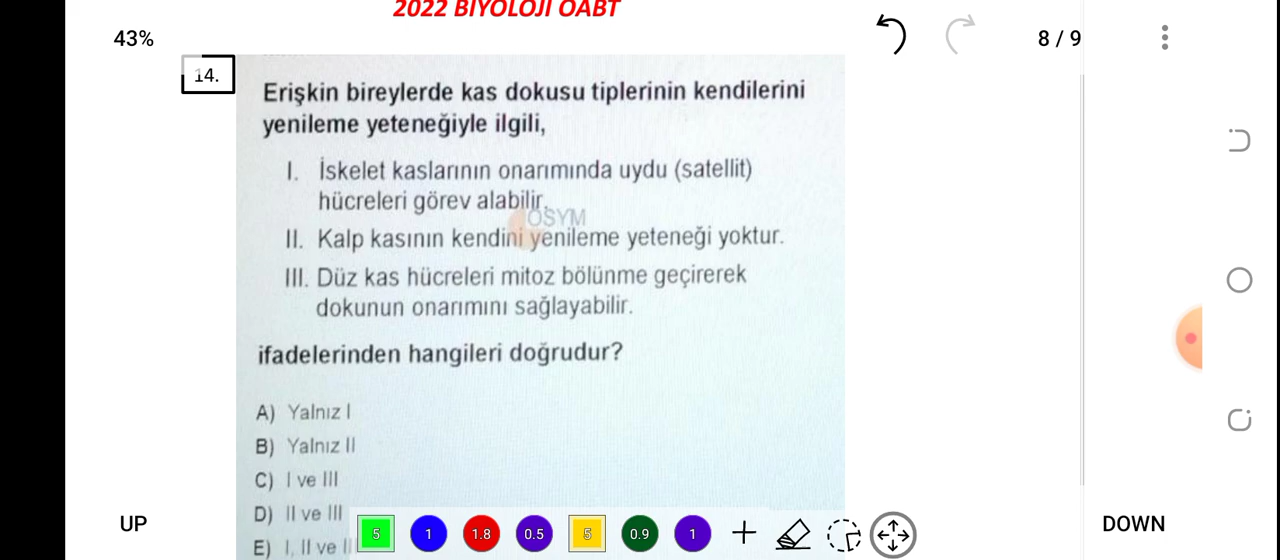 2022 BİYOLOJİ ÖABT
43%
8 / 9
14.
Erişkin bireylerde kas dokusu tiplerinin kendilerini
yenileme yeteneğiyle ilgili,
I. İskelet kaslarının onarımında uydu (satellit)
hücreleri görev alabilir.
ÖSYM
II. Kalp kasının kendini yenileme yeteneği yoktur.
III. Düz kas hücreleri mitoz bölünme geçirerek
dokunun onarımını sağlayabilir.
ifadelerinden hangileri doğrudur?
A) Yalnız I
B) Yalnız II
C) I ve III
D) II ve III
E) I, II ve II
UP
5 1 1.8 0.5 5 0.9 1
DOWN